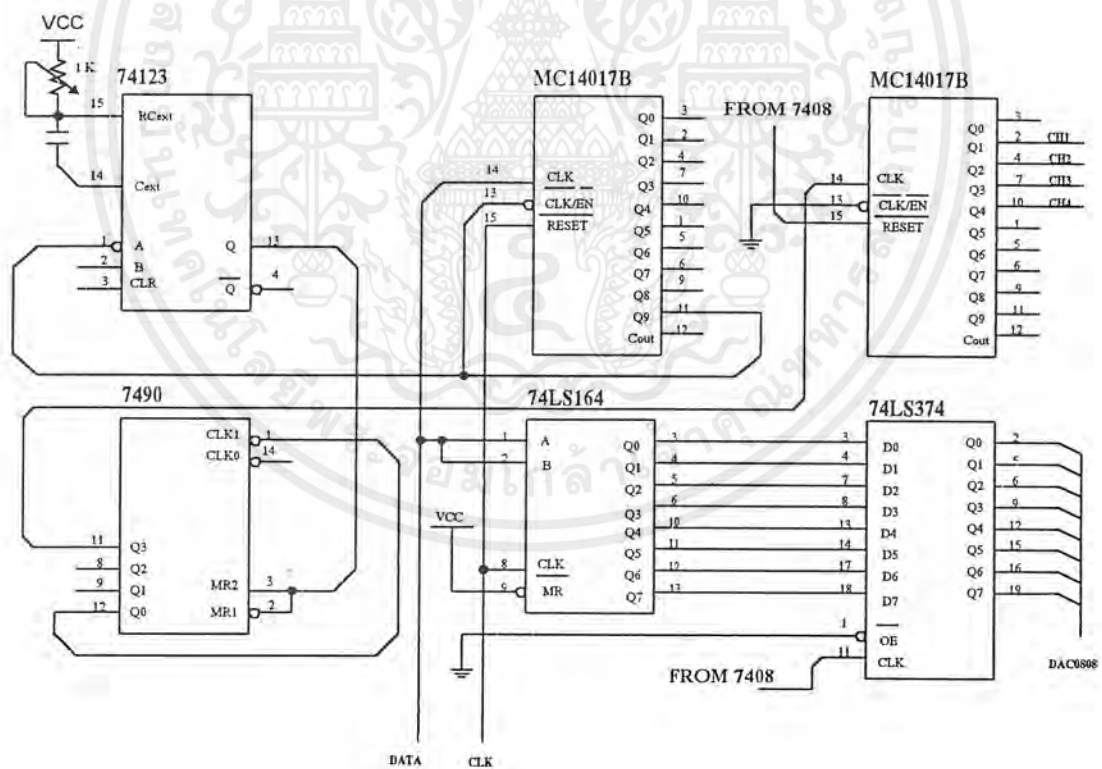 VCC
1 K
74123
15
RCext
14
Cext
1
A
2
B
3
CLR
Q
13
Q
4
MC14017B
14
CLK
13
CLK/EN
15
RESET
Q0
3
Q1
2
Q2
4
Q3
7
Q4
10
Q5
1
Q6
5
Q7
6
Q8
9
Q9
11
Cout
12
FROM 7408
MC14017B
14
CLK
13
CLK/EN
15
RESET
Q0
3
Q1
2
CH1
Q2
4
CH2
Q3
7
CH3
Q4
10
CH4
Q5
1
Q6
5
Q7
6
Q8
9
Q9
11
Cout
12
7490
CLK1
1
CLK0
14
11
Q3
8
Q2
9
Q1
12
Q0
MR2
3
MR1
2
74LS164
1
A
2
B
VCC
8
CLK
9
MR
Q0
3
Q1
4
Q2
5
Q3
6
Q4
10
Q5
11
Q6
12
Q7
13
74LS374
3
D0
4
D1
7
D2
8
D3
13
D4
14
D5
17
D6
18
D7
1
OE
11
CLK
Q0
2
Q1
5
Q2
6
Q3
9
Q4
12
Q5
15
Q6
16
Q7
19
FROM 7408
DAC0808
DATA
CLK